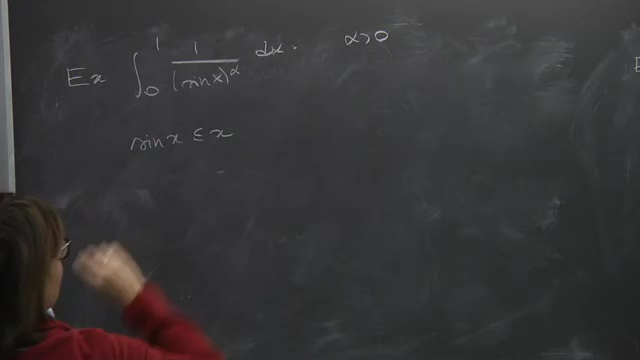 Ex ∫₀¹ 1/(sin x)^α dx. α>0
sin x ≤ x